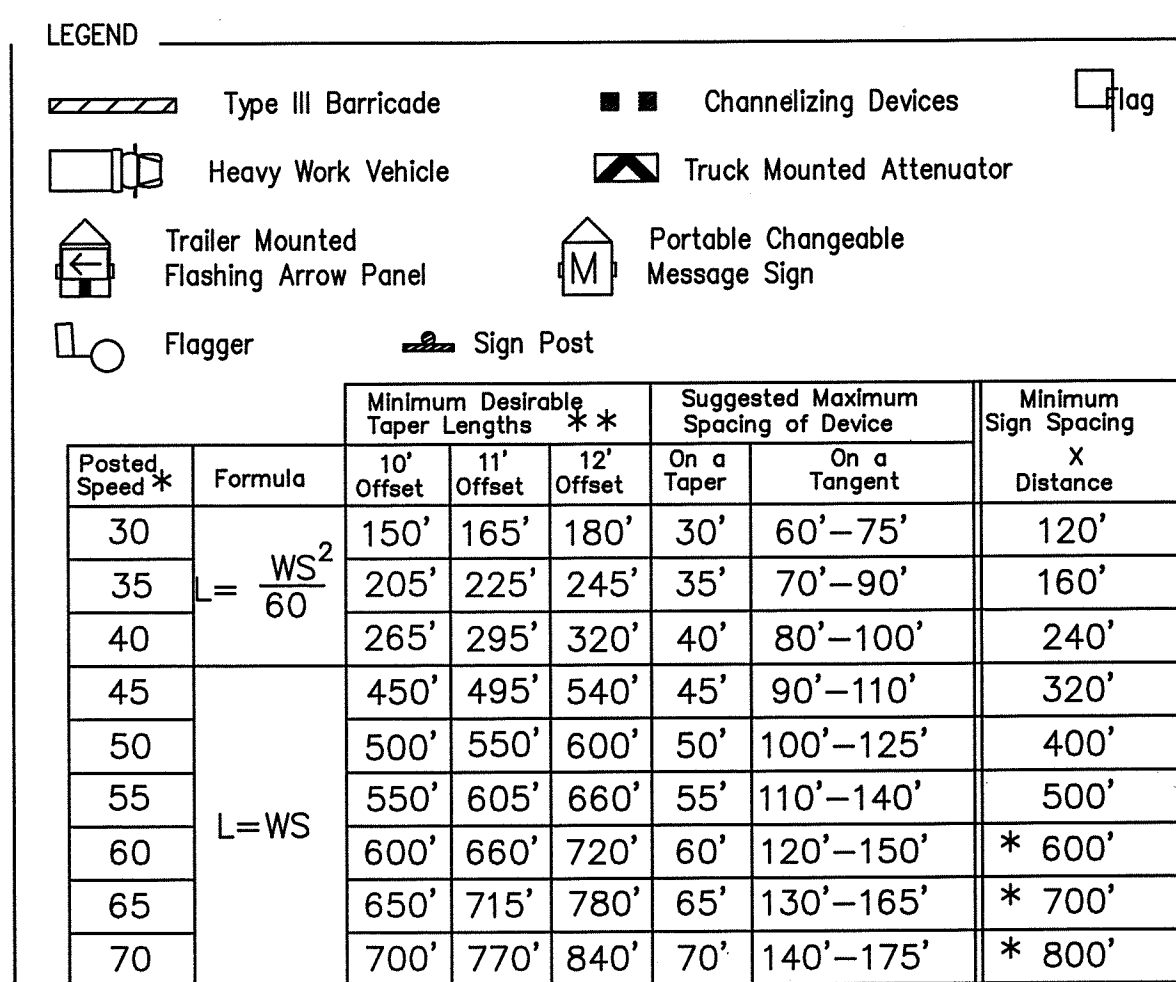 LEGEND
Type III Barricade
Channelizing Devices
Flag
Heavy Work Vehicle
Truck Mounted Attenuator
Trailer Mounted
Flashing Arrow Panel
M
Portable Changeable
Message Sign
Flagger
Sign Post
Minimum Desirable
Taper Lengths **
Suggested Maximum
Spacing of Device
Minimum
Sign Spacing
X
Distance
Posted
Speed *
Formula
10'
Offset
11'
Offset
12'
Offset
On a
Taper
On a
Tangent
30 150' 165' 180' 30' 60'–75' 120'
L= WS²/60
35 205' 225' 245' 35' 70'–90' 160'
40 265' 295' 320' 40' 80'–100' 240'
45 450' 495' 540' 45' 90'–110' 320'
50 500' 550' 600' 50' 100'–125' 400'
55 550' 605' 660' 55' 110'–140' 500'
L=WS
60 600' 660' 720' 60' 120'–150' * 600'
65 650' 715' 780' 65' 130'–165' * 700'
70 700' 770' 840' 70' 140'–175' * 800'